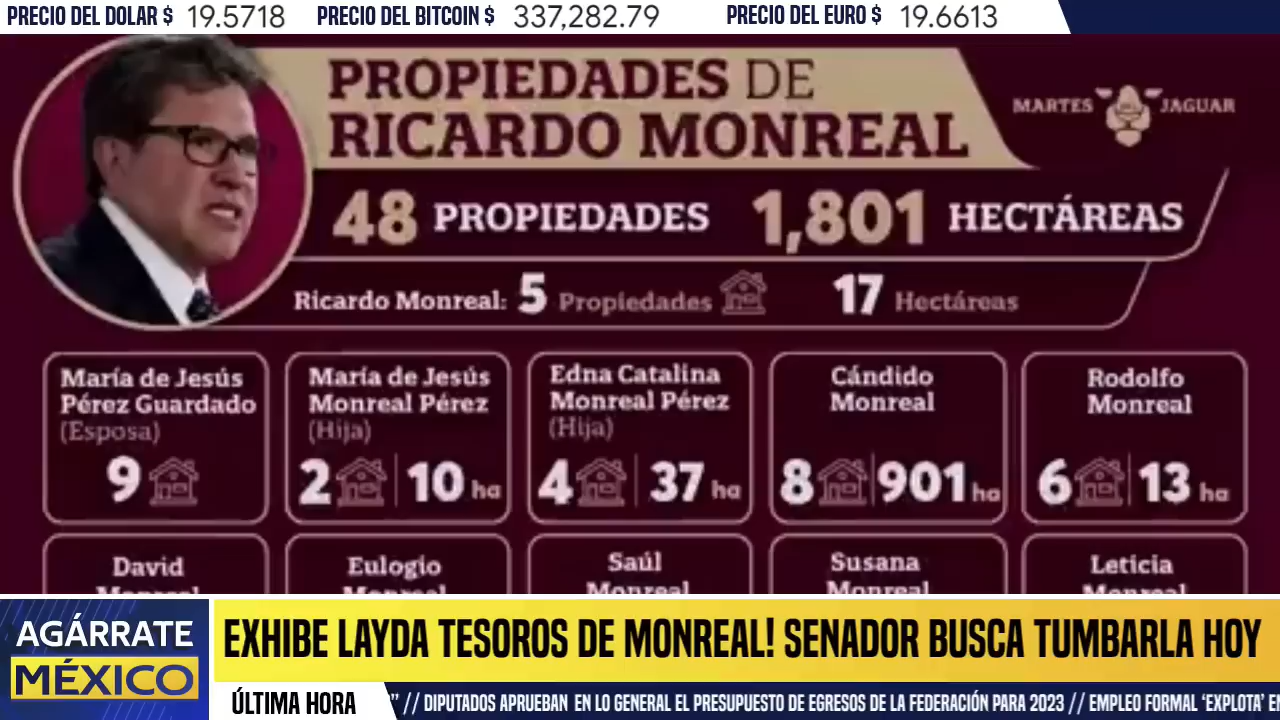 PRECIO DEL DOLAR $ 19.5718 PRECIO DEL BITCOIN $ 337,282.79 PRECIO DEL EURO $ 19.6613
PROPIEDADES DE
RICARDO MONREAL
MARTES JAGUAR
48 PROPIEDADES 1,801 HECTÁREAS
Ricardo Monreal: 5 Propiedades 17 Hectáreas
María de Jesús
Pérez Guardado
(Esposa)
9
María de Jesús
Monreal Pérez
(Hija)
2 10 ha
Edna Catalina
Monreal Pérez
(Hija)
4 37 ha
Cándido
Monreal
8 901 ha
Rodolfo
Monreal
6 13 ha
David
Monreal
Eulogio
Monreal
Saúl
Monreal
Susana
Monreal
Leticia
Monreal
AGÁRRATE
MÉXICO
EXHIBE LAYDA TESOROS DE MONREAL! SENADOR BUSCA TUMBARLA HOY
ÚLTIMA HORA
" // DIPUTADOS APRUEBAN EN LO GENERAL EL PRESUPUESTO DE EGRESOS DE LA FEDERACIÓN PARA 2023 // EMPLEO FORMAL ‘EXPLOTA’ E